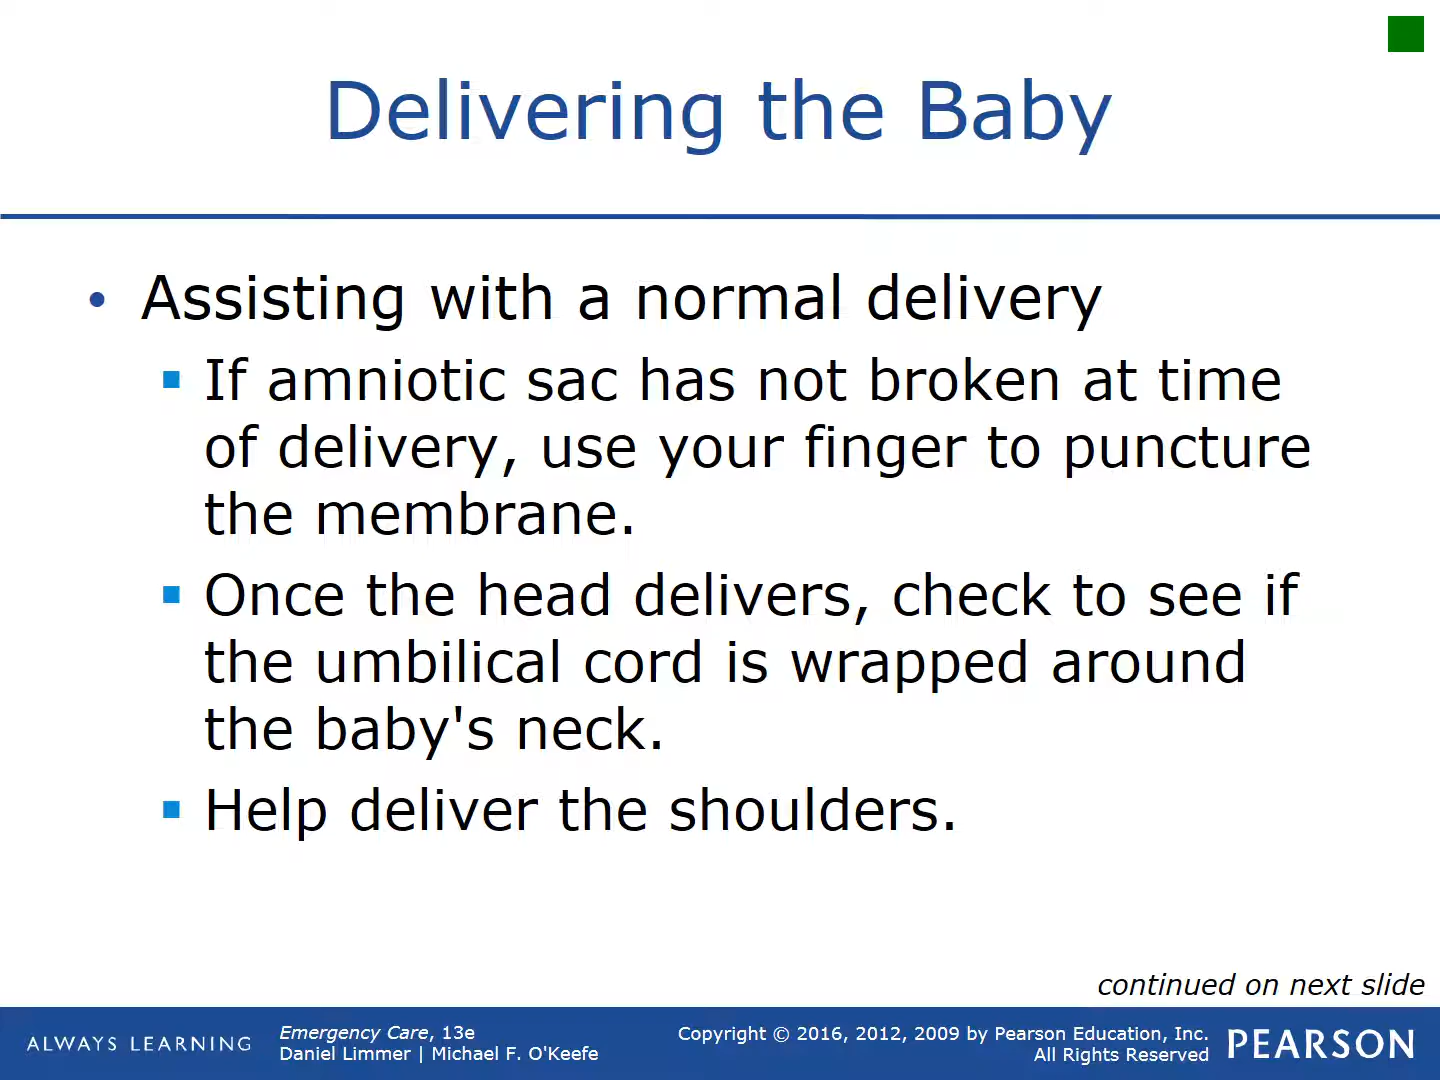 Delivering the Baby
• Assisting with a normal delivery
▪ If amniotic sac has not broken at time
of delivery, use your finger to puncture
the membrane.
▪ Once the head delivers, check to see if
the umbilical cord is wrapped around
the baby's neck.
▪ Help deliver the shoulders.
continued on next slide
ALWAYS LEARNING
Emergency Care, 13e
Daniel Limmer | Michael F. O'Keefe
Copyright © 2016, 2012, 2009 by Pearson Education, Inc.
All Rights Reserved
PEARSON